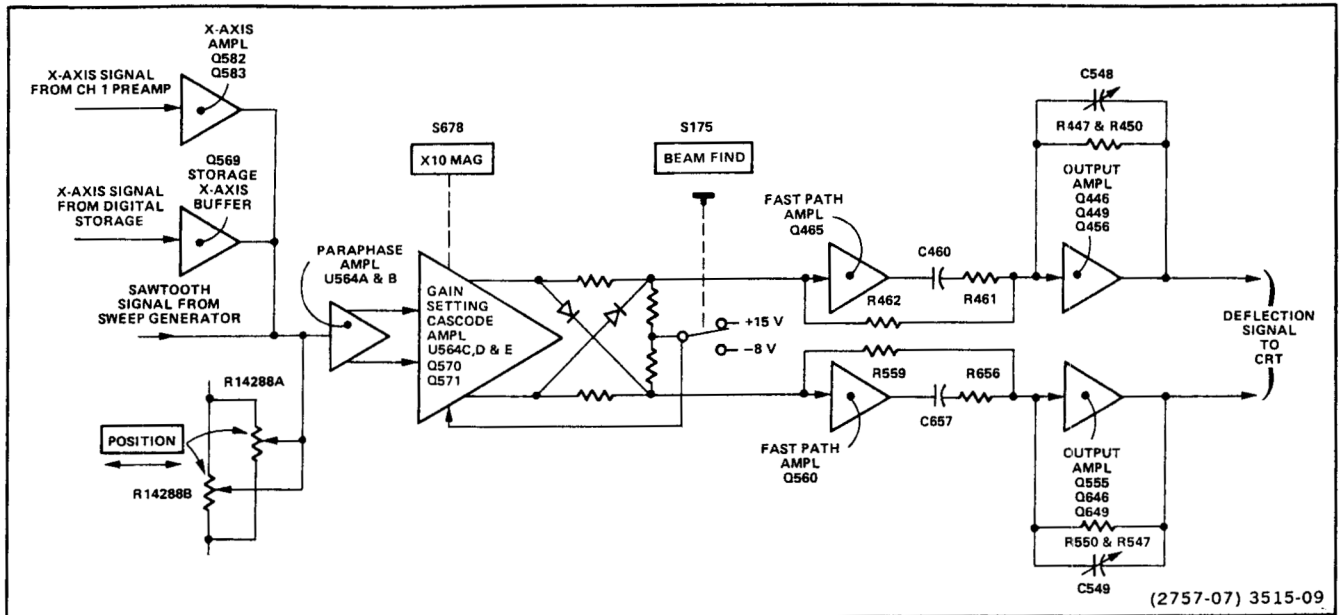 X-AXIS
AMPL
Q582
Q583
X-AXIS SIGNAL
FROM CH 1 PREAMP
Q569
STORAGE
X-AXIS
BUFFER
X-AXIS SIGNAL
FROM DIGITAL
STORAGE
PARAPHASE
AMPL
U564A & B
SAWTOOTH
SIGNAL FROM
SWEEP GENERATOR
R14288A
POSITION
R14288B
S678
X10 MAG
GAIN
SETTING
CASCODE
AMPL
U564C,D & E
Q570
Q571
S175
BEAM FIND
+15 V
−8 V
FAST PATH
AMPL
Q465
C460
R462
R461
C548
R447 & R450
OUTPUT
AMPL
Q446
Q449
Q456
DEFLECTION
SIGNAL
TO
CRT
R559
R656
C657
FAST PATH
AMPL
Q560
OUTPUT
AMPL
Q555
Q646
Q649
R550 & R547
C549
(2757-07) 3515-09